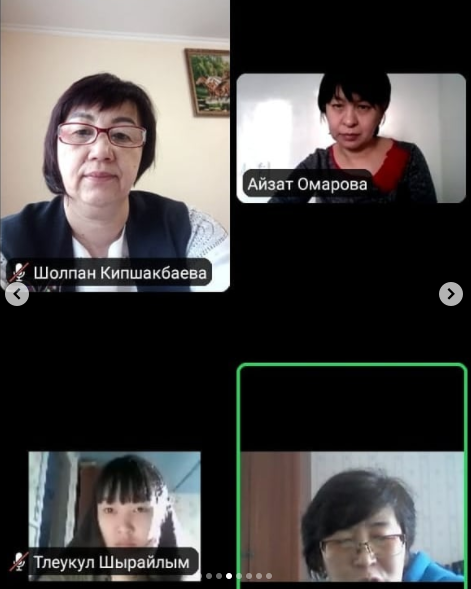 Айзат Омарова
Шолпан Кипшакбаева
Тлеукул Шырайлым